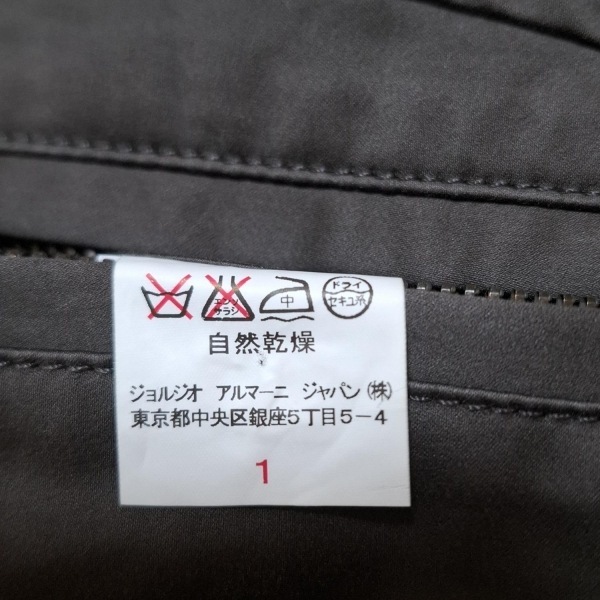 エンソ サラシ 中 ドライ セキユ系
自然乾燥
ジョルジオ アルマーニ ジャパン(株)
東京都中央区銀座5丁目5-4
1